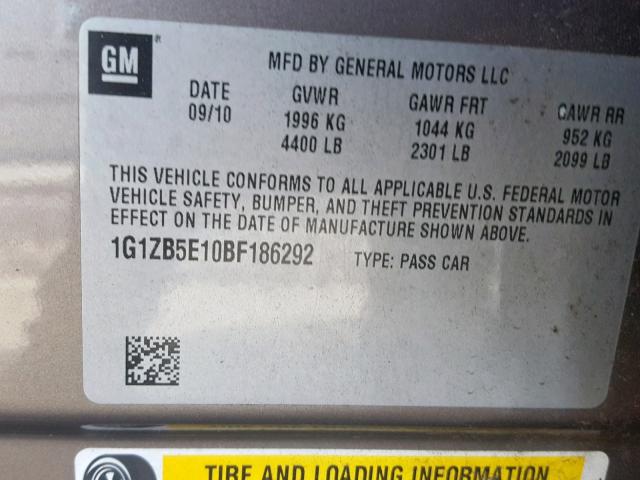 GM ®
MFD BY GENERAL MOTORS LLC
DATE GVWR GAWR FRT GAWR RR
09/10 1996 KG 1044 KG 952 KG
4400 LB 2301 LB 2099 LB
THIS VEHICLE CONFORMS TO ALL APPLICABLE U.S. FEDERAL MOTOR
VEHICLE SAFETY, BUMPER, AND THEFT PREVENTION STANDARDS IN
EFFECT ON THE DATE OF MANUFACTURE SHOWN ABOVE.
1G1ZB5E10BF186292 TYPE: PASS CAR
TIRE AND LOADING INFORMATION